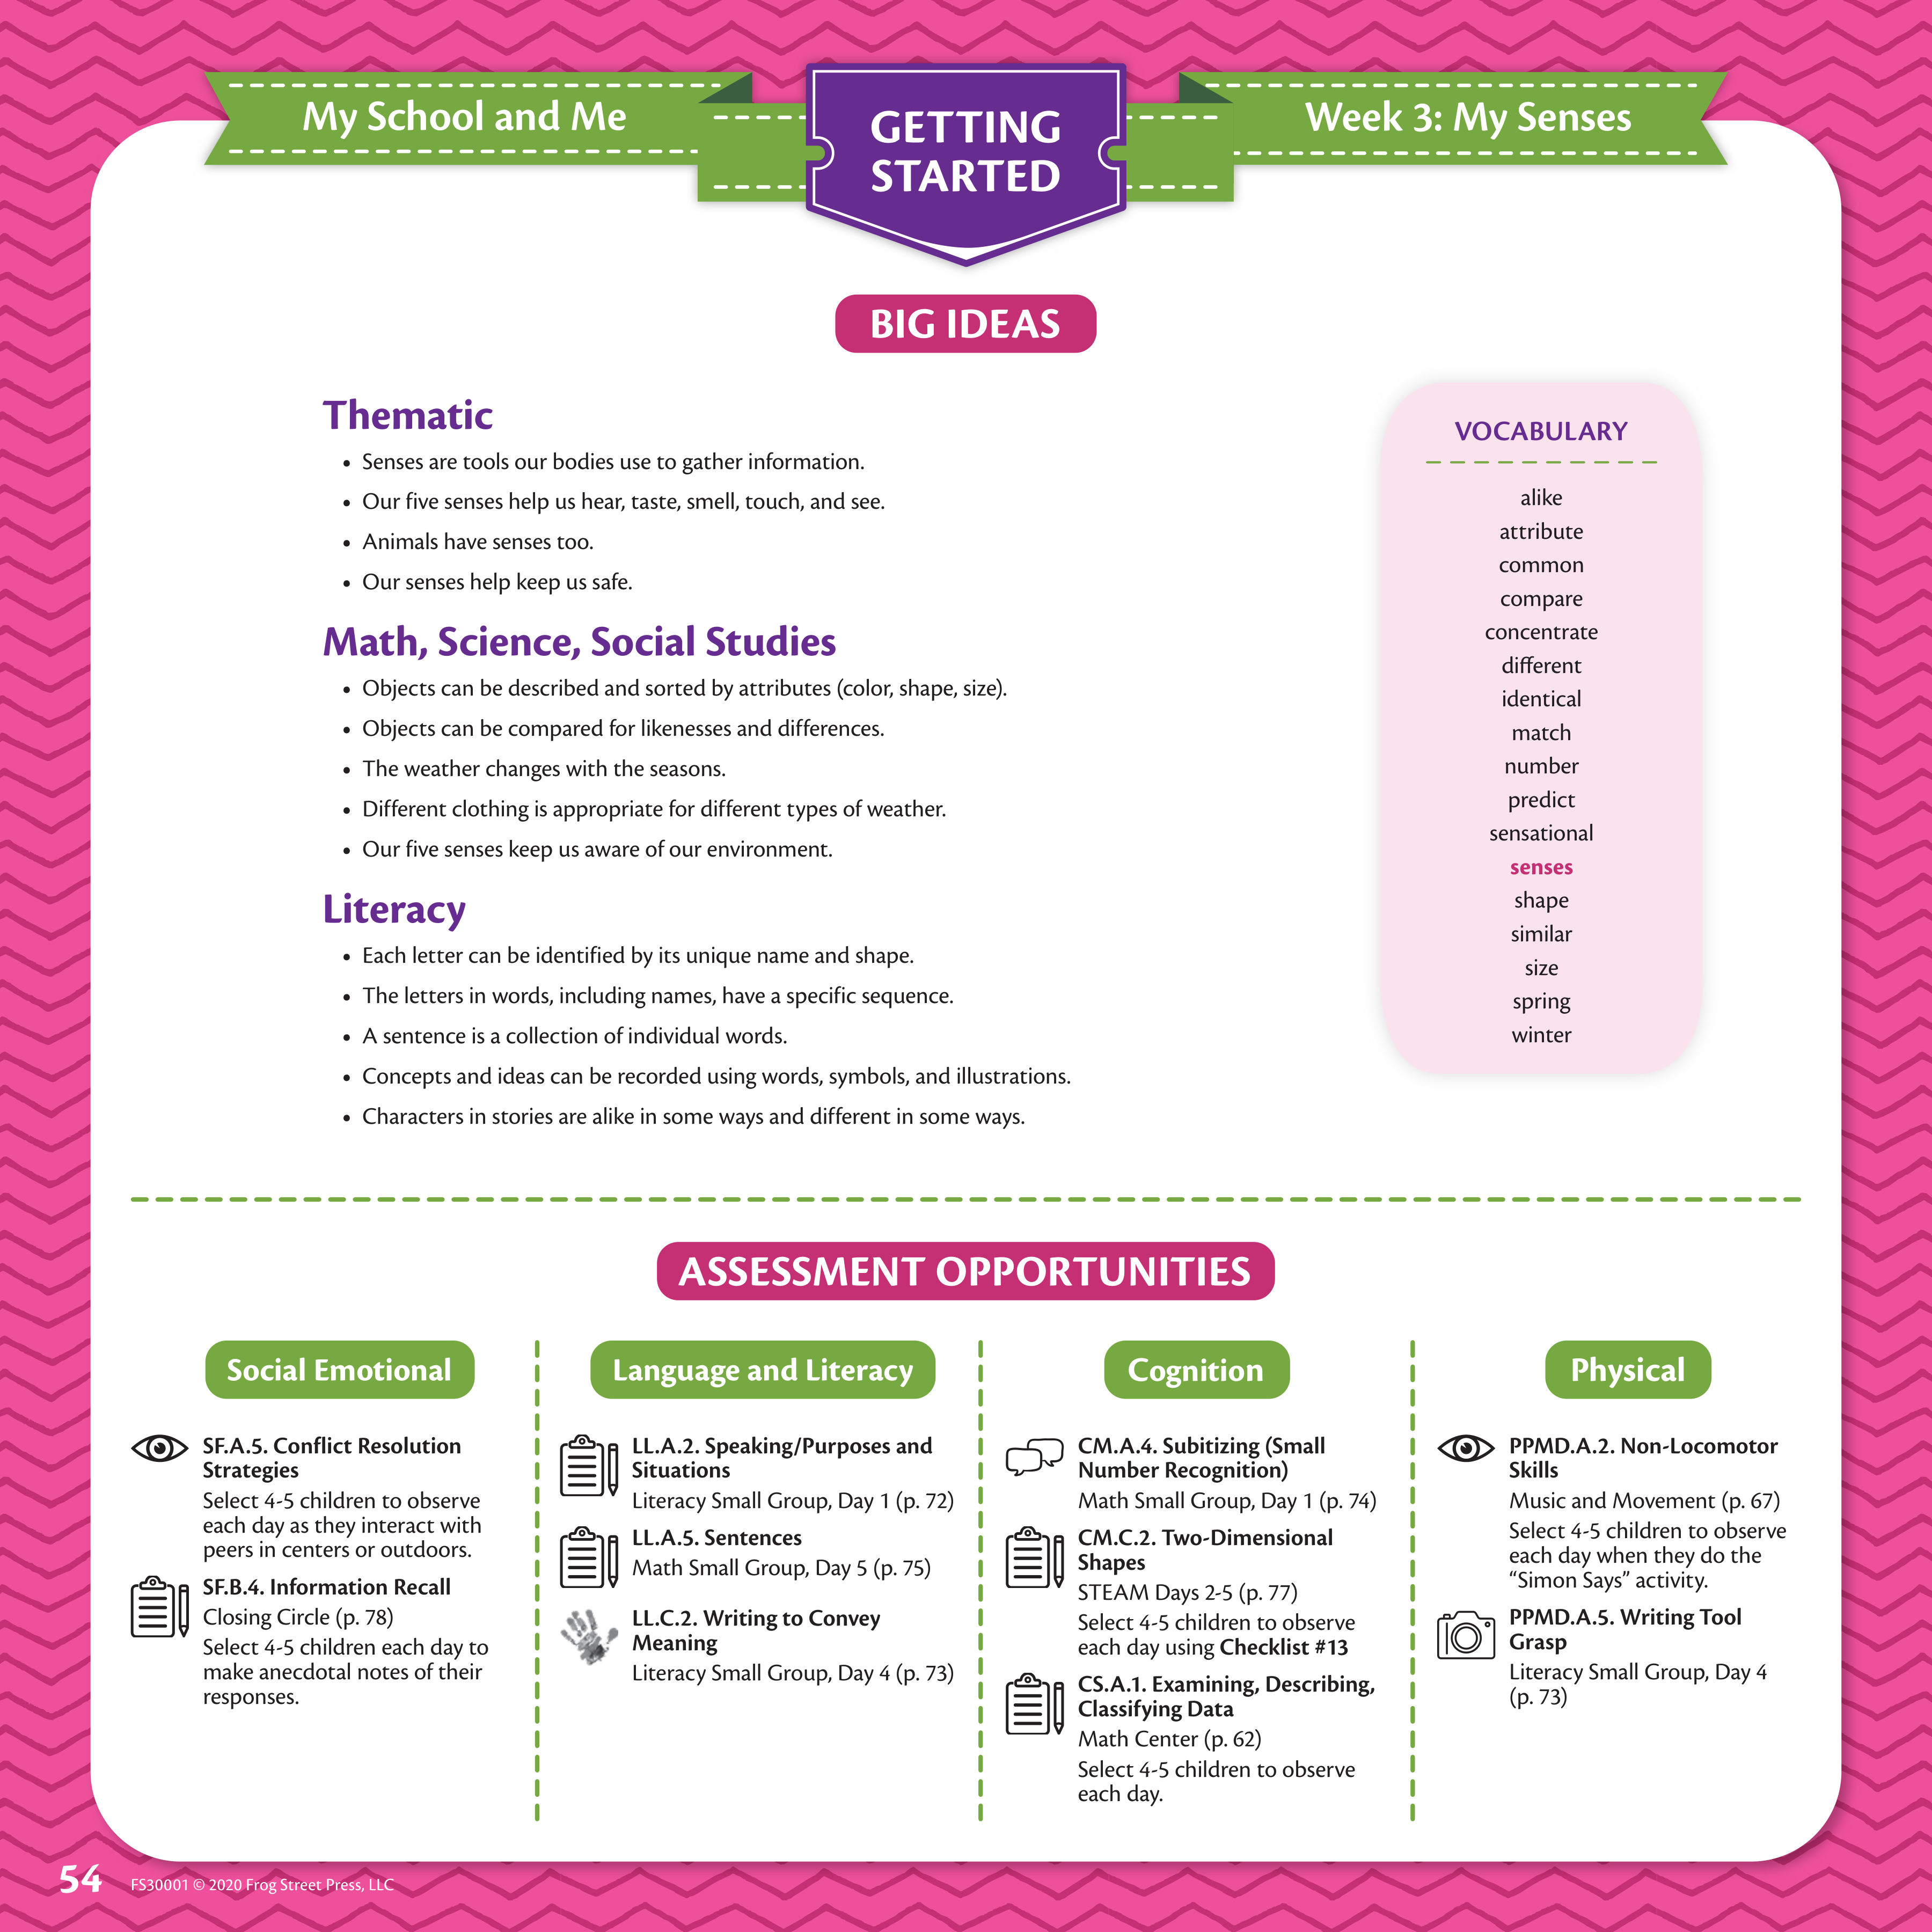 My School and Me
GETTING
STARTED
Week 3: My Senses
BIG IDEAS
Thematic
• Senses are tools our bodies use to gather information.
• Our five senses help us hear, taste, smell, touch, and see.
• Animals have senses too.
• Our senses help keep us safe.
Math, Science, Social Studies
• Objects can be described and sorted by attributes (color, shape, size).
• Objects can be compared for likenesses and differences.
• The weather changes with the seasons.
• Different clothing is appropriate for different types of weather.
• Our five senses keep us aware of our environment.
Literacy
• Each letter can be identified by its unique name and shape.
• The letters in words, including names, have a specific sequence.
• A sentence is a collection of individual words.
• Concepts and ideas can be recorded using words, symbols, and illustrations.
• Characters in stories are alike in some ways and different in some ways.
VOCABULARY
alike
attribute
common
compare
concentrate
different
identical
match
number
predict
sensational
senses
shape
similar
size
spring
winter
ASSESSMENT OPPORTUNITIES
Social Emotional
SF.A.5. Conflict Resolution
Strategies
Select 4-5 children to observe
each day as they interact with
peers in centers or outdoors.
SF.B.4. Information Recall
Closing Circle (p. 78)
Select 4-5 children each day to
make anecdotal notes of their
responses.
Language and Literacy
LL.A.2. Speaking/Purposes and
Situations
Literacy Small Group, Day 1 (p. 72)
LL.A.5. Sentences
Math Small Group, Day 5 (p. 75)
LL.C.2. Writing to Convey
Meaning
Literacy Small Group, Day 4 (p. 73)
Cognition
CM.A.4. Subitizing (Small
Number Recognition)
Math Small Group, Day 1 (p. 74)
CM.C.2. Two-Dimensional
Shapes
STEAM Days 2-5 (p. 77)
Select 4-5 children to observe
each day using Checklist #13
CS.A.1. Examining, Describing,
Classifying Data
Math Center (p. 62)
Select 4-5 children to observe
each day.
Physical
PPMD.A.2. Non-Locomotor
Skills
Music and Movement (p. 67)
Select 4-5 children to observe
each day when they do the
“Simon Says” activity.
PPMD.A.5. Writing Tool
Grasp
Literacy Small Group, Day 4
(p. 73)
54
FS30001 © 2020 Frog Street Press, LLC